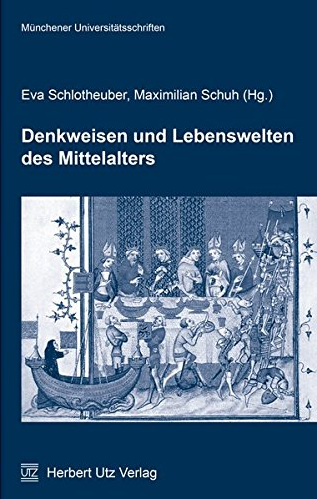 Münchener Universitätsschriften
Eva Schlotheuber, Maximilian Schuh (Hg.)
Denkweisen und Lebenswelten
des Mittelalters
UTZ
Herbert Utz Verlag